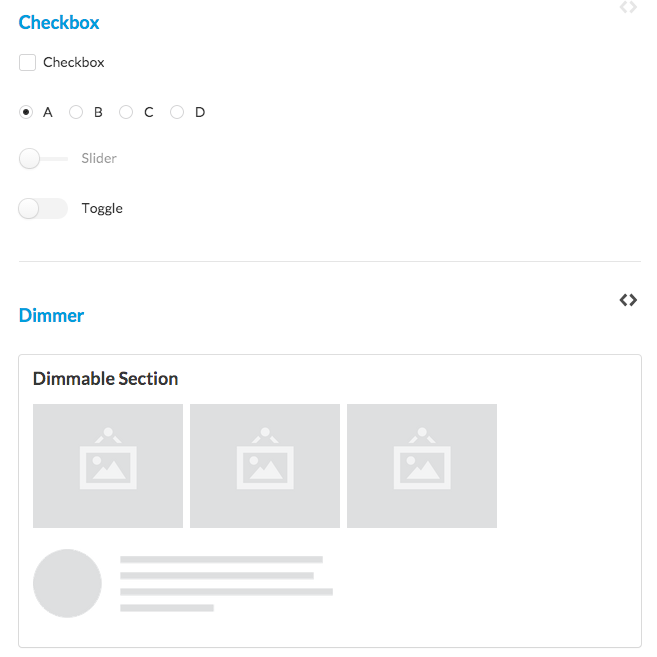 Checkbox
Checkbox
A B C D
Slider
Toggle
Dimmer
Dimmable Section